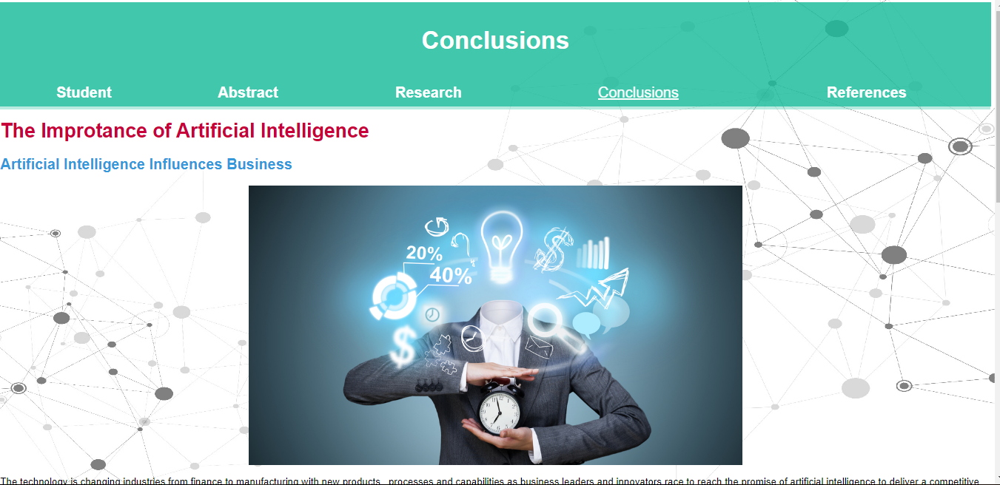 Conclusions
Student Abstract Research Conclusions References
The Improtance of Artificial Intelligence
Artificial Intelligence Influences Business
20%
40%
The technology is changing industries from finance to manufacturing with new products , processes and capabilities as business leaders and innovators race to reach the promise of artificial intelligence to deliver a competitive